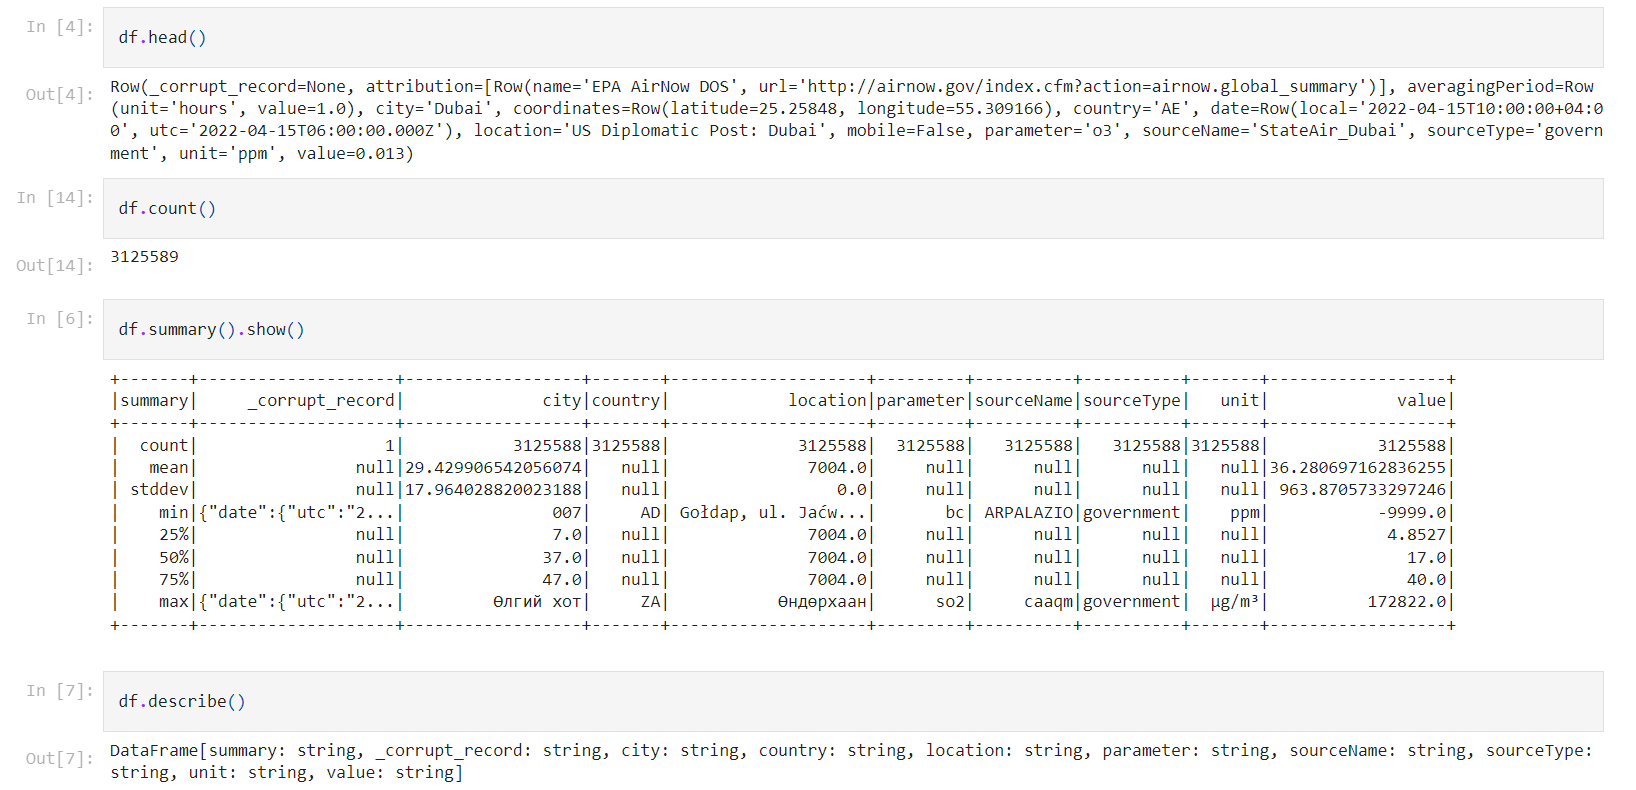 In [4]:
df.head()
Out[4]:
Row(_corrupt_record=None, attribution=[Row(name='EPA AirNow DOS', url='http://airnow.gov/index.cfm?action=airnow.global_summary')], averagingPeriod=Row
(unit='hours', value=1.0), city='Dubai', coordinates=Row(latitude=25.25848, longitude=55.309166), country='AE', date=Row(local='2022-04-15T10:00:00+04:0
0', utc='2022-04-15T06:00:00.000Z'), location='US Diplomatic Post: Dubai', mobile=False, parameter='o3', sourceName='StateAir_Dubai', sourceType='govern
ment', unit='ppm', value=0.013)
In [14]:
df.count()
Out[14]:
3125589
In [6]:
df.summary().show()
+-------+--------------------+------------------+-------+--------------------+---------+----------+----------+-------+------------------+
|summary|     _corrupt_record|              city|country|            location|parameter|sourceName|sourceType|   unit|             value|
+-------+--------------------+------------------+-------+--------------------+---------+----------+----------+-------+------------------+
|  count|                   1|           3125588|3125588|             3125588|  3125588|   3125588|   3125588|3125588|           3125588|
|   mean|                null|29.429906542056074|   null|              7004.0|     null|      null|      null|   null|36.280697162836255|
| stddev|                null|17.964028820023188|   null|                 0.0|     null|      null|      null|   null| 963.8705733297246|
|    min|{"date":{"utc":"2...|               007|     AD| Gołdap, ul. Jaćw...|       bc| ARPALAZIO|government|    ppm|           -9999.0|
|    25%|                null|               7.0|   null|              7004.0|     null|      null|      null|   null|            4.8527|
|    50%|                null|              37.0|   null|              7004.0|     null|      null|      null|   null|              17.0|
|    75%|                null|              47.0|   null|              7004.0|     null|      null|      null|   null|              40.0|
|    max|{"date":{"utc":"2...|         Өлгий хот|     ZA|           Өндөрхаан|      so2|     caaqm|government|  µg/m³|          172822.0|
+-------+--------------------+------------------+-------+--------------------+---------+----------+----------+-------+------------------+
In [7]:
df.describe()
Out[7]:
DataFrame[summary: string, _corrupt_record: string, city: string, country: string, location: string, parameter: string, sourceName: string, sourceType:
string, unit: string, value: string]